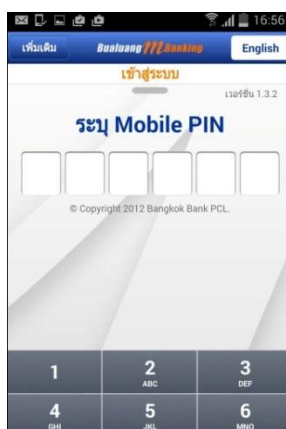 16:56
เพิ่มเติม Bualuang mBanking English
เข้าสู่ระบบ
เวอร์ชั่น 1.3.2
ระบุ Mobile PIN
© Copyright 2012 Bangkok Bank PCL.
1 2 3
ABC DEF
4 5 6
GHI JKL MNO